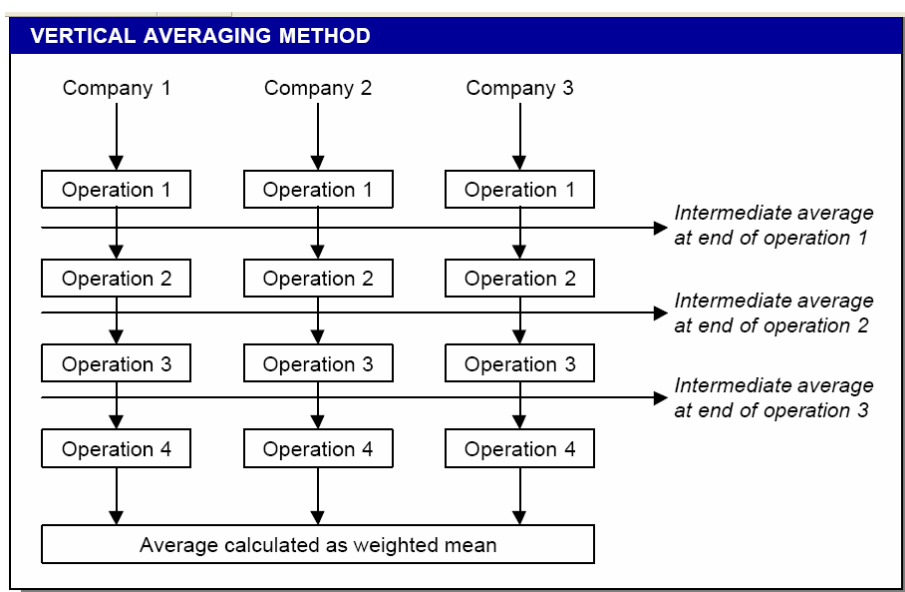 VERTICAL AVERAGING METHOD
Company 1 Company 2 Company 3
Operation 1 Operation 1 Operation 1
Intermediate average
at end of operation 1
Operation 2 Operation 2 Operation 2
Intermediate average
at end of operation 2
Operation 3 Operation 3 Operation 3
Intermediate average
at end of operation 3
Operation 4 Operation 4 Operation 4
Average calculated as weighted mean